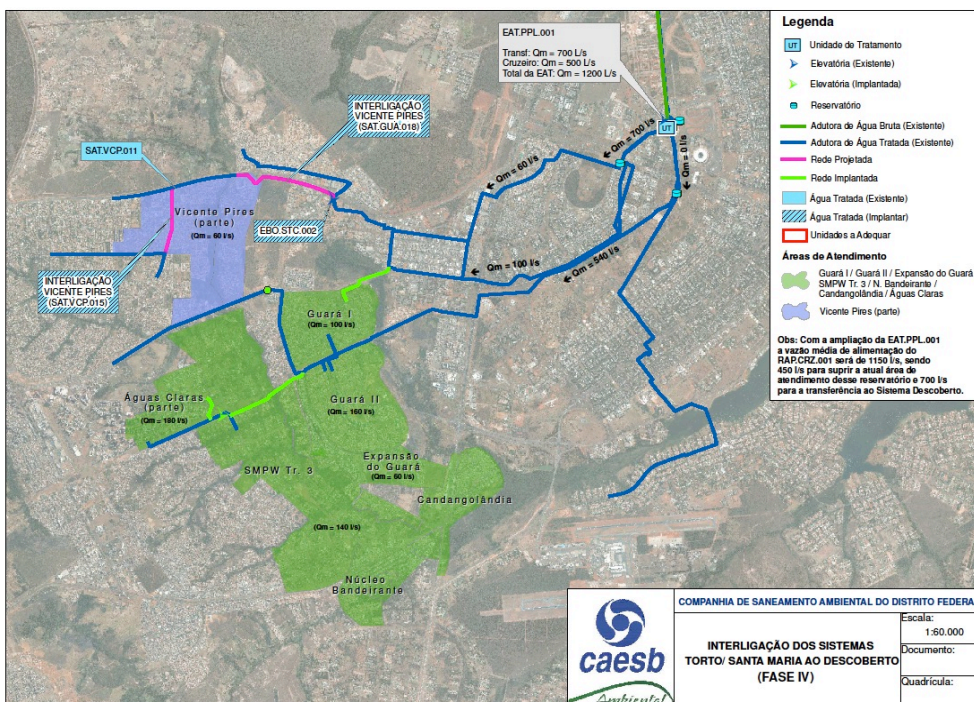 EAT.PPL.001
Transf: Qm = 700 L/s
Cruzeiro: Qm = 500 L/s
Total da EAT: Qm = 1200 L/s
UT
INTERLIGAÇÃO
VICENTE PIRES
(SAT.GUA.018)
SAT.VCP.011
Vicente Pires
(parte)
(Qm = 60 l/s)
EBO.STC.002
INTERLIGAÇÃO
VICENTE PIRES
(SAT.VCP.015)
← Qm = 60 l/s
← Qm = 700 l/s
← Qm = 0 l/s
← Qm = 100 l/s
← Qm = 540 l/s
Guará I
(Qm = 100 l/s)
Águas Claras
(parte)
(Qm = 180 l/s)
Guará II
(Qm = 160 l/s)
SMPW Tr. 3
Expansão
do Guará
(Qm = 60 l/s)
Candangolândia
(Qm = 140 l/s)
Núcleo
Bandeirante
Legenda
UT Unidade de Tratamento
Elevatória (Existente)
Elevatória (Implantada)
Reservatório
Adutora de Água Bruta (Existente)
Adutora de Água Tratada (Existente)
Rede Projetada
Rede Implantada
Água Tratada (Existente)
Água Tratada (Implantar)
Unidades a Adequar
Áreas de Atendimento
Guará I / Guará II / Expansão do Guará
SMPW Tr. 3 / N. Bandeirante /
Candangolândia / Águas Claras
Vicente Pires (parte)
Obs: Com a ampliação da EAT.PPL.001
a vazão média de alimentação do
RAP.CRZ.001 será de 1150 l/s, sendo
450 l/s para suprir a atual área de
atendimento desse reservatório e 700 l/s
para a transferência ao Sistema Descoberto.
caesb
Ambiental
COMPANHIA DE SANEAMENTO AMBIENTAL DO DISTRITO FEDERA
INTERLIGAÇÃO DOS SISTEMAS
TORTO/ SANTA MARIA AO DESCOBERTO
(FASE IV)
Escala:
1:60.000
Documento:
Quadrícula: